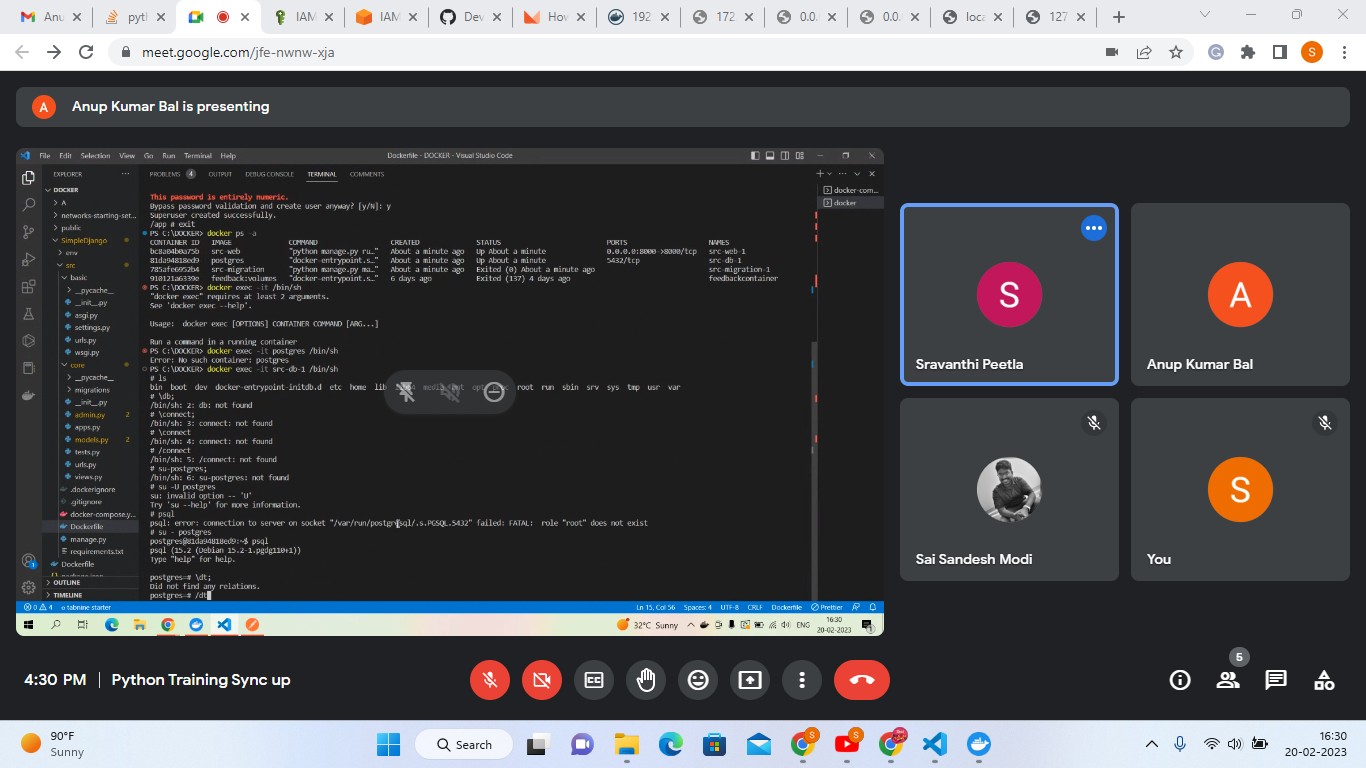 Anu
pyth
IAM
IAM
Dev
How
192
172
0.0.
0.0.
loca
127
meet.google.com/jfe-nwnw-xja
S
A
Anup Kumar Bal is presenting
File Edit Selection View Go Run Terminal Help
Dockerfile - DOCKER - Visual Studio Code
EXPLORER
PROBLEMS 4 OUTPUT DEBUG CONSOLE TERMINAL COMMENTS
DOCKER
A
networks-starting-set...
public
SimpleDjango
env
src
basic
__pycache__
__init__.py
asgi.py
settings.py
urls.py
wsgi.py
core
__pycache__
migrations
__init__.py
admin.py 2
apps.py
models.py 2
tests.py
urls.py
views.py
.dockerignore
.gitignore
docker-compose.y...
Dockerfile
manage.py
requirements.txt
Dockerfile
OUTLINE
TIMELINE
docker-com...
docker
This password is entirely numeric.
Bypass password validation and create user anyway? [y/N]: y
Superuser created successfully.
/app # exit
PS C:\DOCKER> docker ps -a
CONTAINER ID IMAGE COMMAND CREATED STATUS PORTS NAMES
bc8a04b0a75b src-web "python manage.py ru…" About a minute ago Up About a minute 0.0.0.0:8000->8000/tcp src-web-1
81da94818ed9 postgres "docker-entrypoint.s…" About a minute ago Up About a minute 5432/tcp src-db-1
785afe6952b4 src-migration "python manage.py ma…" About a minute ago Exited (0) About a minute ago src-migration-1
910121a6339e feedback:volumes "docker-entrypoint.s…" 6 days ago Exited (137) 4 days ago feedbackcontainer
PS C:\DOCKER> docker exec -it /bin/sh
"docker exec" requires at least 2 arguments.
See 'docker exec --help'.
Usage: docker exec [OPTIONS] CONTAINER COMMAND [ARG...]
Run a command in a running container
PS C:\DOCKER> docker exec -it postgres /bin/sh
Error: No such container: postgres
PS C:\DOCKER> docker exec -it src-db-1 /bin/sh
# ls
bin boot dev docker-entrypoint-initdb.d etc home lib media mnt root run sbin srv sys tmp usr var
# \db;
/bin/sh: 2: db: not found
# \connect;
/bin/sh: 3: connect: not found
# \connect
/bin/sh: 4: connect: not found
# /connect
/bin/sh: 5: /connect: not found
# su-postgres;
/bin/sh: 6: su-postgres: not found
# su -U postgres
su: invalid option -- 'U'
Try 'su --help' for more information.
# psql
psql: error: connection to server on socket "/var/run/postgresql/.s.PGSQL.5432" failed: FATAL: role "root" does not exist
# su - postgres
postgres@81da94818ed9:~$ psql
psql (15.2 (Debian 15.2-1.pgdg110+1))
Type "help" for help.
postgres=# \dt;
Did not find any relations.
postgres=# /dt
0 4 tabnine starter
Ln 15, Col 56 Spaces: 4 UTF-8 CRLF Dockerfile Prettier
32°C Sunny ENG 16:30
20-02-2023
1
S
Sravanthi Peetla
A
Anup Kumar Bal
Sai Sandesh Modi
S
You
4:30 PM | Python Training Sync up
5
90°F
Sunny
Search
16:30
20-02-2023